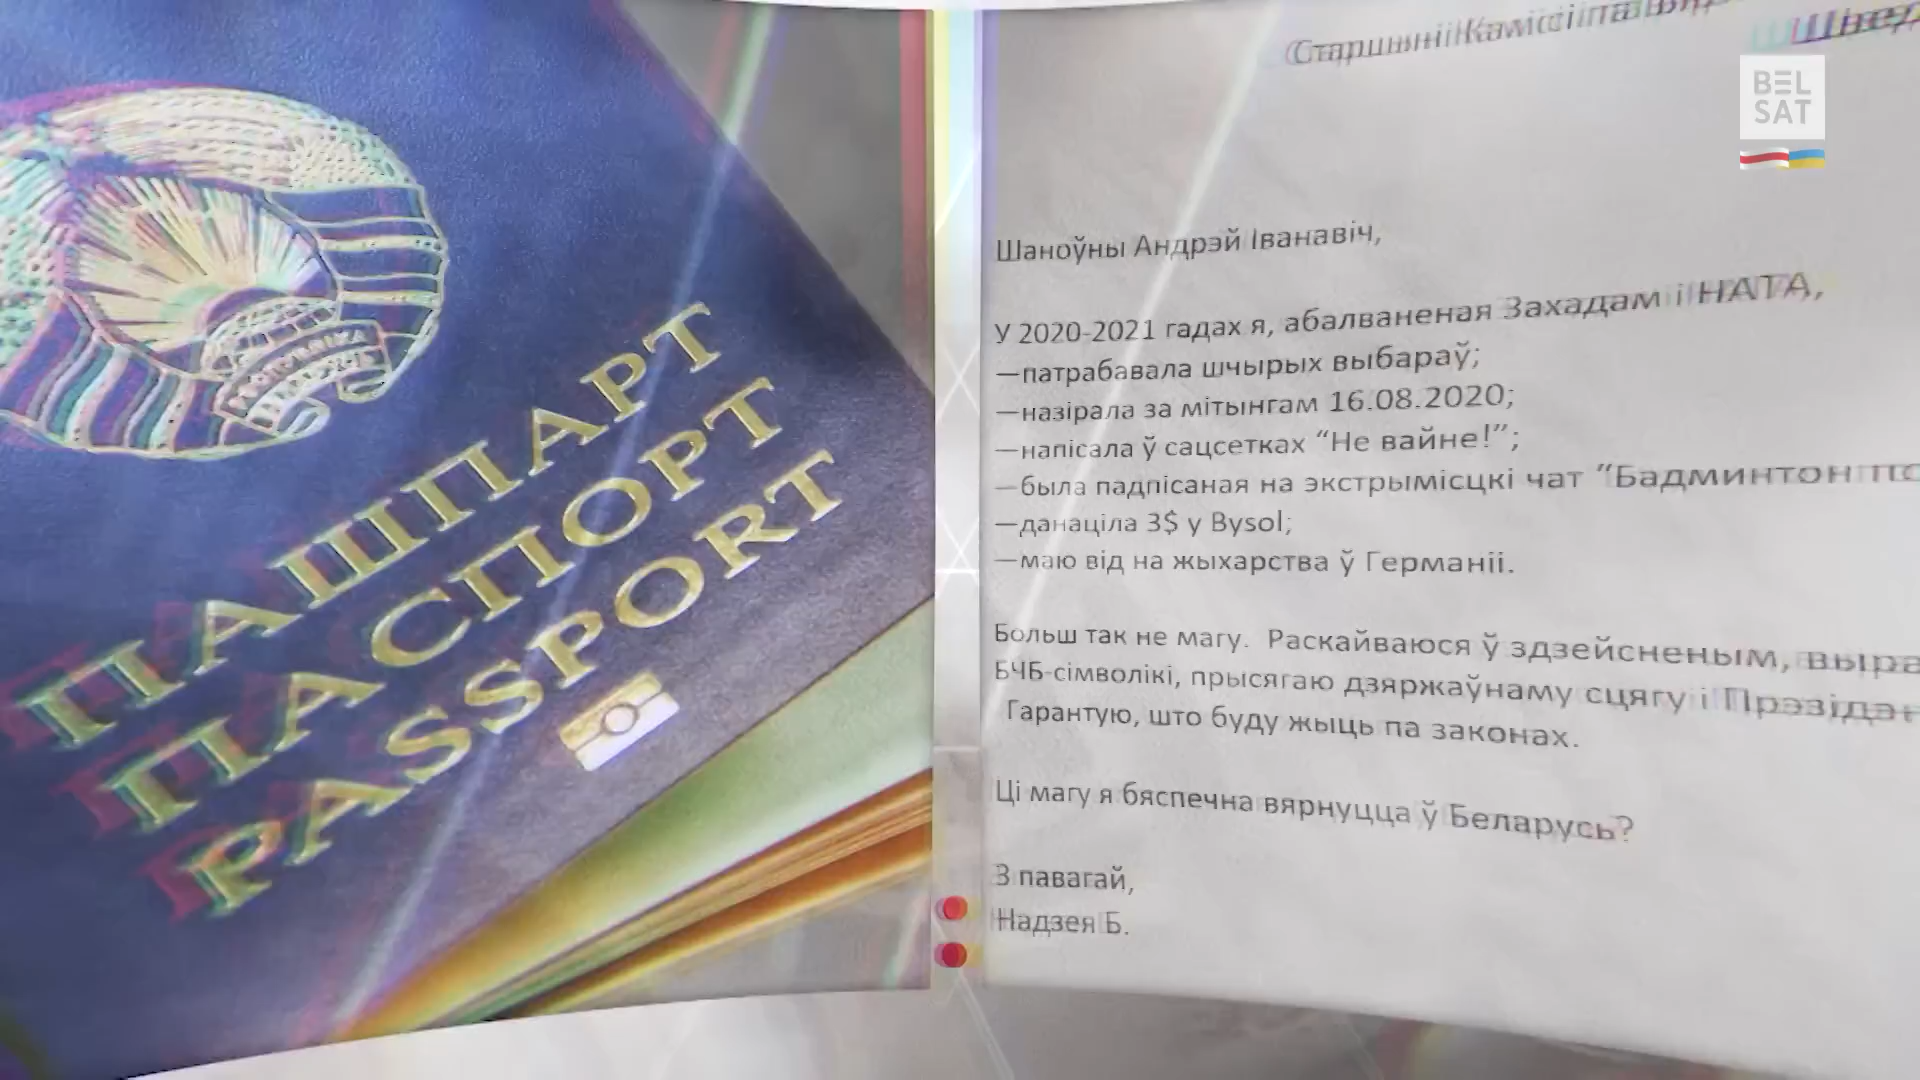 ПАШПАРТ
ПАСПОРТ
PASSPORT
Старшыні Камісіі па
BEL
SAT
Шаноўны Андрэй Іванавіч,
У 2020-2021 гадах я, абалваненая Захадам і НАТА,
—патрабавала шчырых выбараў;
—назірала за мітынгам 16.08.2020;
—напісала ў сацсетках “Не вайне!”;
—была падпісаная на экстрымісцкі чат “Бадминтон
—данаціла 3$ у Bysol;
—маю від на жыхарства ў Германіі.
Больш так не магу. Раскайваюся ў здзейсненым,
БЧБ-сімволікі, прысягаю дзяржаўнаму сцягу і
Гарантую, што буду жыць па законах.
Ці магу я бяспечна вярнуцца ў Беларусь?
З павагай,
Надзея Б.